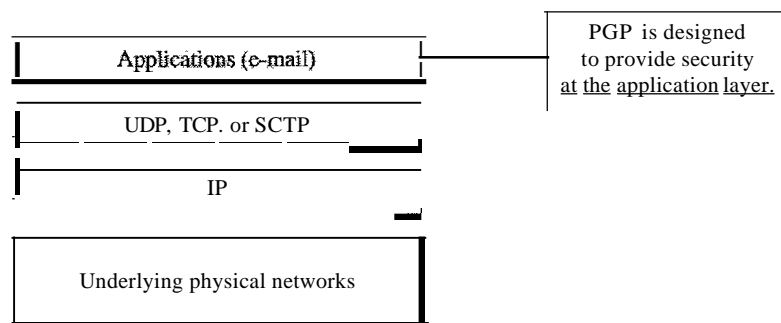 Applications (e-mail)
PGP is designed
to provide security
at the application layer.
UDP, TCP. or SCTP
IP
Underlying physical networks